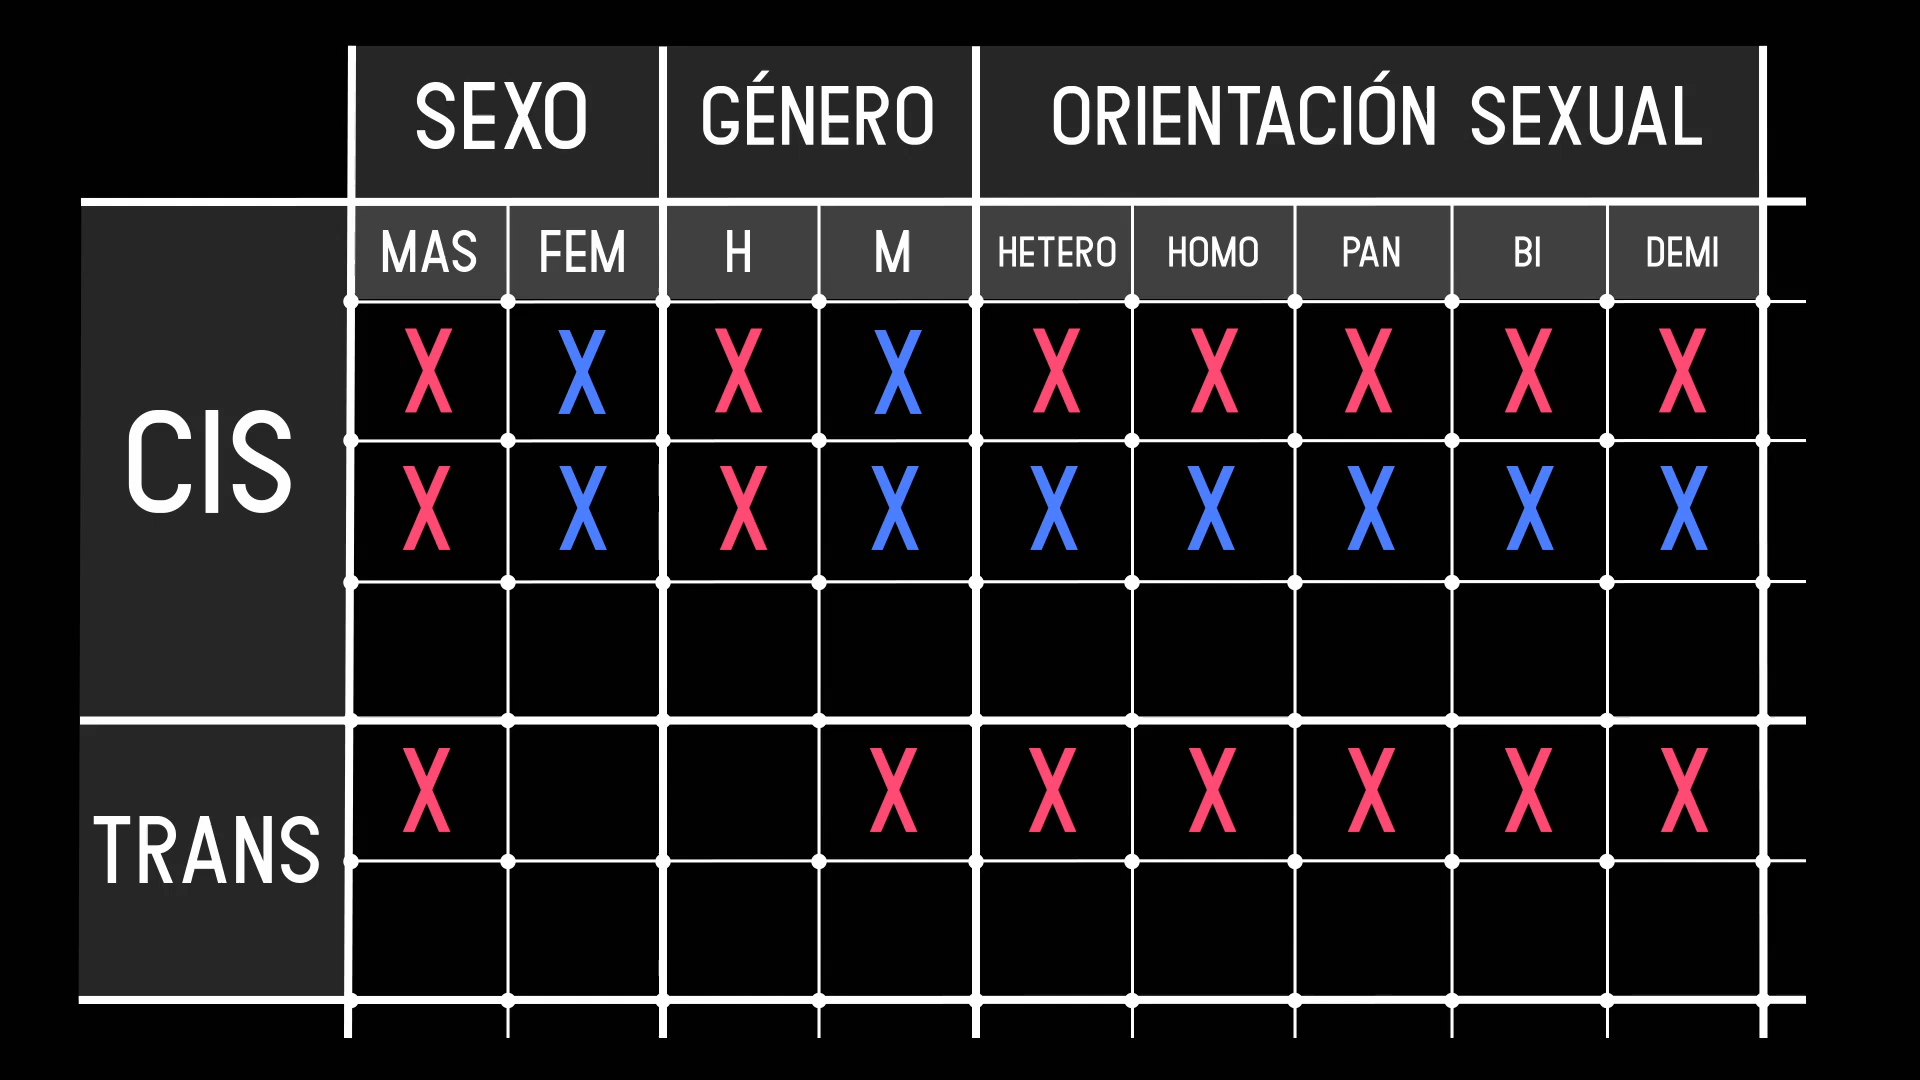 SEXO GÉNERO ORIENTACIÓN SEXUAL
MAS FEM H M HETERO HOMO PAN BI DEMI
CIS
X X X X X X X X X
X X X X X X X X X
TRANS
X X X X X X X